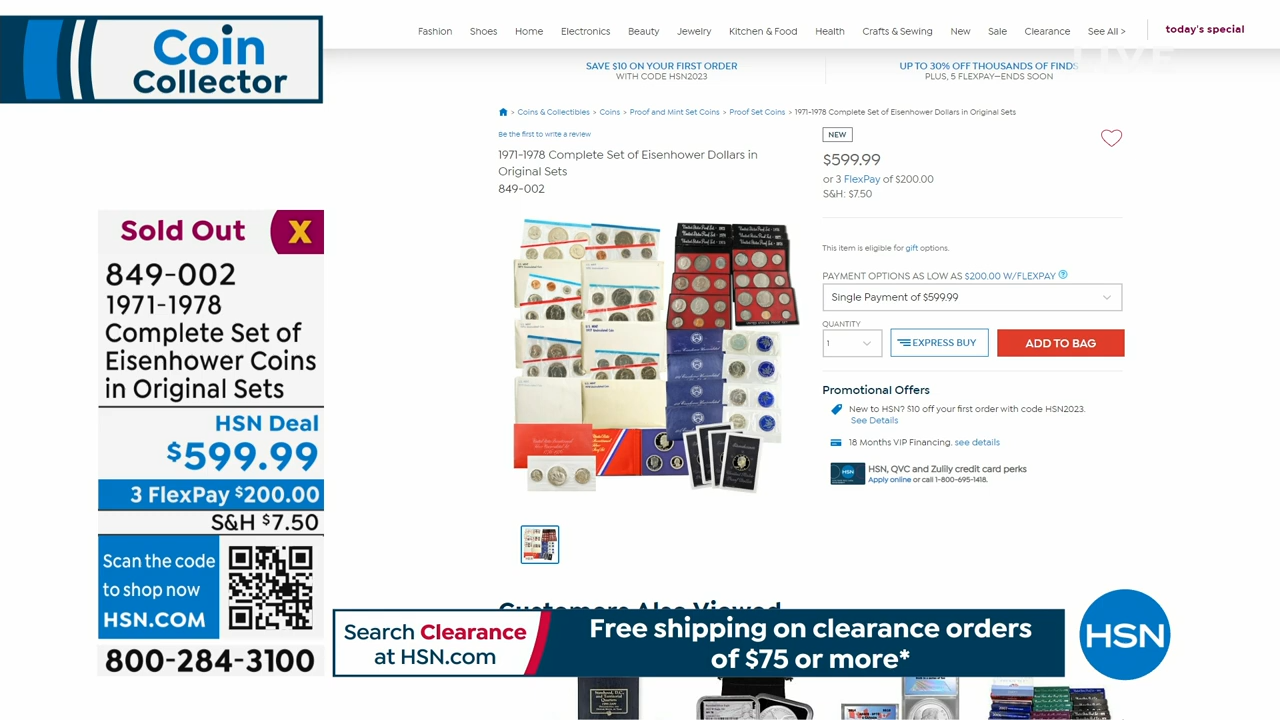 Coin
Collector
Fashion
Shoes
Home
Electronics
Beauty
Jewelry
Kitchen & Food
Health
Crafts & Sewing
New
Sale
Clearance
See All >
today's special
LIVE
SAVE $10 ON YOUR FIRST ORDER
WITH CODE HSN2023
UP TO 30% OFF THOUSANDS OF FINDS
PLUS, 5 FLEXPAY—ENDS SOON
> Coins & Collectibles > Coins > Proof and Mint Set Coins > Proof Set Coins > 1971-1978 Complete Set of Eisenhower Dollars in Original Sets
Be the first to write a review
1971-1978 Complete Set of Eisenhower Dollars in
Original Sets
849-002
NEW
$599.99
or 3 FlexPay of $200.00
S&H: $7.50
This item is eligible for gift options.
PAYMENT OPTIONS AS LOW AS $200.00 W/FLEXPAY ?
Single Payment of $599.99
QUANTITY
1
EXPRESS BUY
ADD TO BAG
Promotional Offers
New to HSN? $10 off your first order with code HSN2023.
See Details
18 Months VIP Financing. see details
HSN, QVC and Zulily credit card perks
Apply online or call 1-800-695-1418.
Sold Out X
849-002
1971-1978
Complete Set of
Eisenhower Coins
in Original Sets
HSN Deal
$599.99
3 FlexPay $200.00
S&H $7.50
Scan the code
to shop now
HSN.COM
800-284-3100
Customers Also Viewed
Search Clearance
at HSN.com
Free shipping on clearance orders
of $75 or more*
HSN